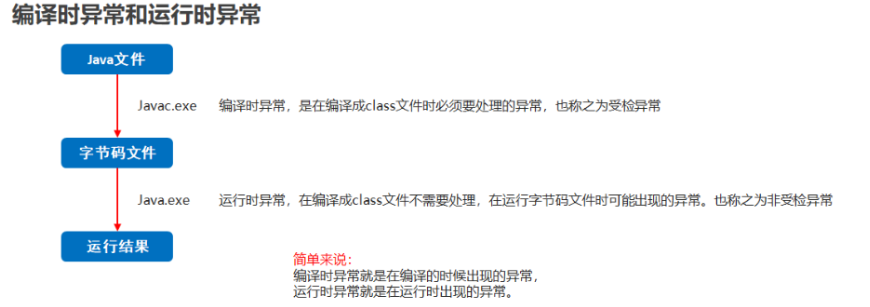 编译时异常和运行时异常
Java文件
Javac.exe 编译时异常，是在编译成class文件时必须要处理的异常，也称之为受检异常
字节码文件
Java.exe 运行时异常，在编译成class文件不需要处理，在运行字节码文件时可能出现的异常。也称之为非受检异常
运行结果
简单来说：
编译时异常就是在编译的时候出现的异常，
运行时异常就是在运行时出现的异常。